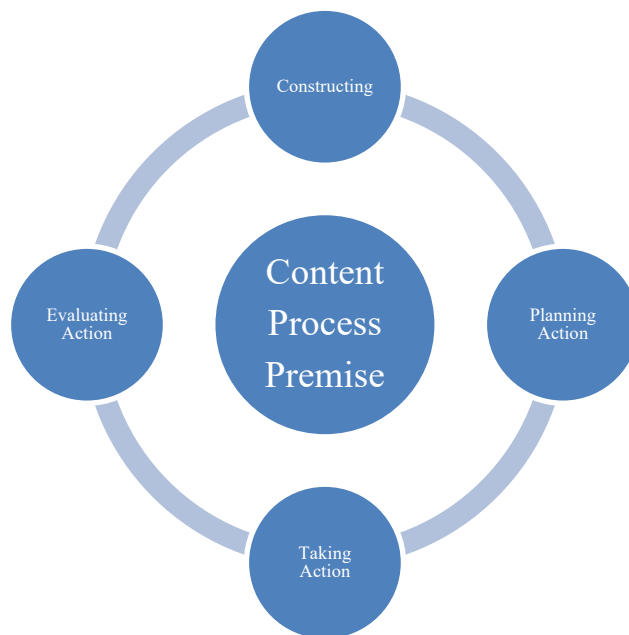 Constructing
Content
Process
Premise
Evaluating
Action
Planning
Action
Taking
Action